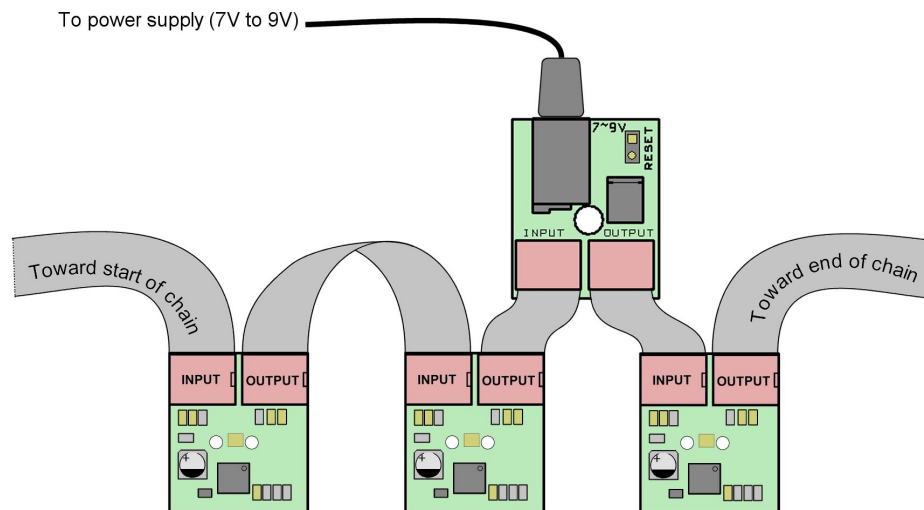 To power supply (7V to 9V)
7~9V
RESET
INPUT OUTPUT
Toward start of chain
Toward end of chain
INPUT OUTPUT
INPUT OUTPUT
INPUT OUTPUT
+
+
+